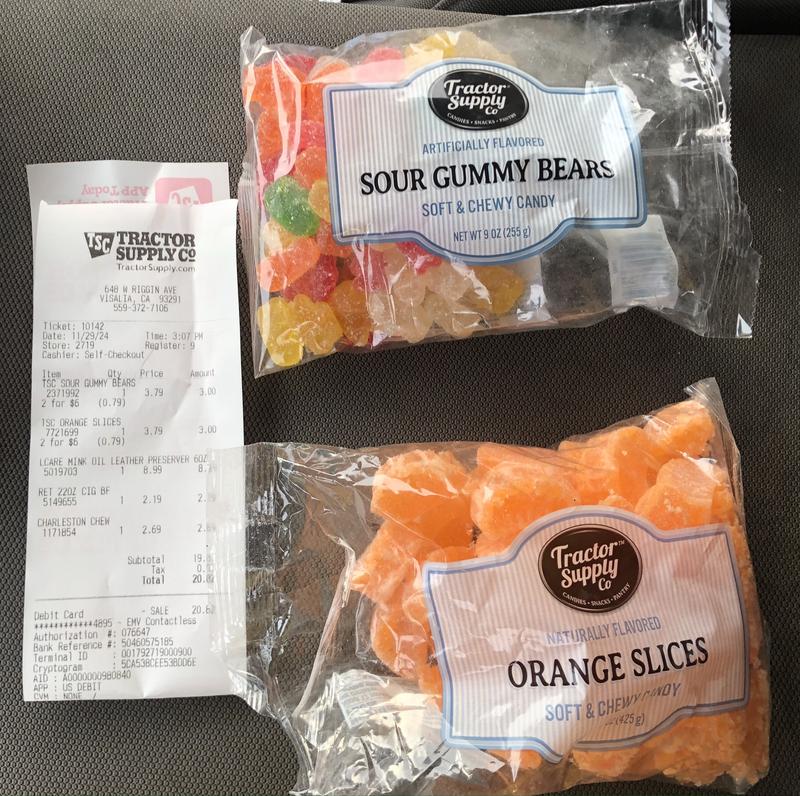 APP Today
TSC
TSC TRACTOR
SUPPLY CO
TractorSupply.com
648 W RIGGIN AVE
VISALIA, CA 93291
559-372-7106
Ticket: 10142
Date: 11/29/24 Time: 3:07 PM
Store: 2719 Register: 9
Cashier: Self-Checkout
Item Qty Price Amount
TSC SOUR GUMMY BEARS
2371992 1 3.79 3.00
2 for $6 (0.79)
TSC ORANGE SLICES
7721699 1 3.79 3.00
2 for $6 (0.79)
LCARE MINK OIL LEATHER PRESERVER 6OZ
5019703 1 8.99
RET 22OZ CIG BF
5149655 1 2.19
CHARLESTON CHEW
1171854 1 2.69
Subtotal
Tax
Total
Debit Card - SALE
************4895 - EMV Contactless
Authorization #: 076647
Bank Reference #: 50460575185
Terminal ID : 001792719000900
Cryptogram : 5CA53BCEE53BDD6E
AID : A0000000980840
APP : US DEBIT
CVM : NONE /
Tractor
Supply
Co
CANDIES • SNACKS • PANTRY
ARTIFICIALLY FLAVORED
SOUR GUMMY BEARS
SOFT & CHEWY CANDY
NET WT 9 OZ (255 g)
Tractor™
Supply
Co
CANDIES • SNACKS • PANTRY
NATURALLY FLAVORED
ORANGE SLICES
SOFT & CHEWY CANDY
(425 g)